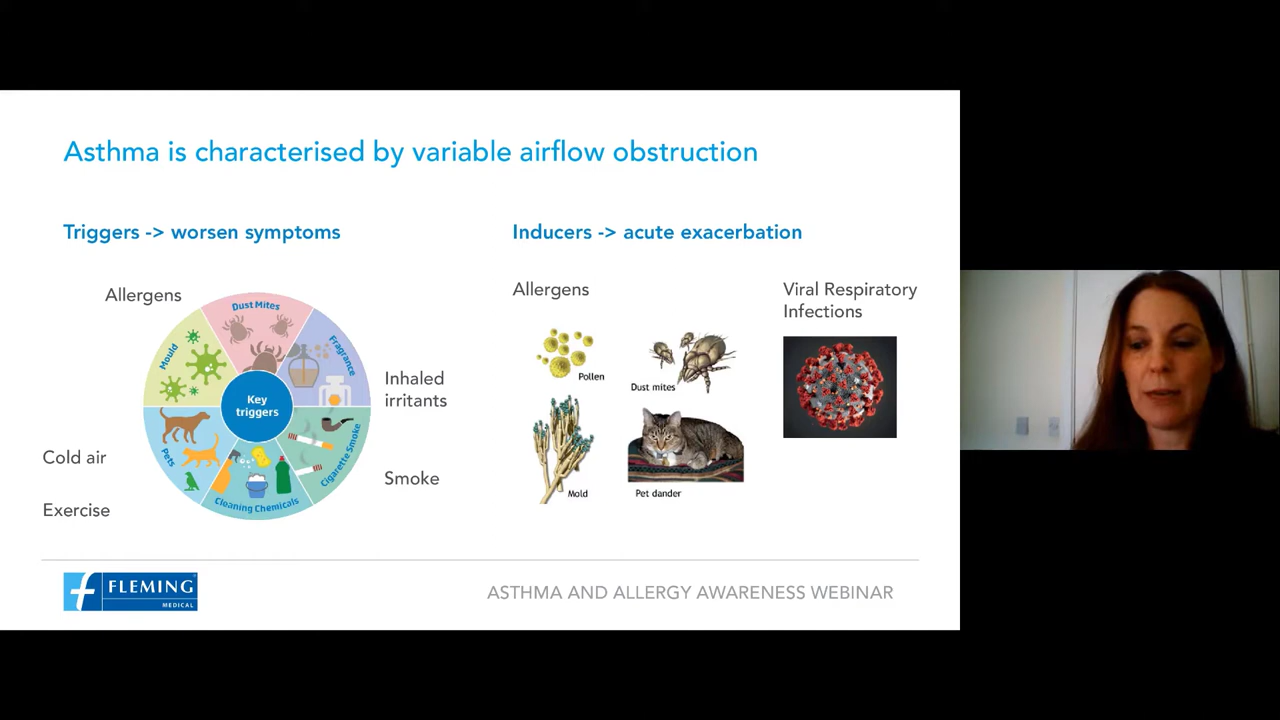 Asthma is characterised by variable airflow obstruction
Triggers -> worsen symptoms
Allergens
Dust Mites
Mould
Fragrance
Key
triggers
Inhaled
irritants
Cold air
Pets
Cigarette Smoke
Smoke
Cleaning Chemicals
Exercise
Inducers -> acute exacerbation
Allergens
Viral Respiratory
Infections
Pollen
Dust mites
Mold
Pet dander
FLEMING
MEDICAL
ASTHMA AND ALLERGY AWARENESS WEBINAR